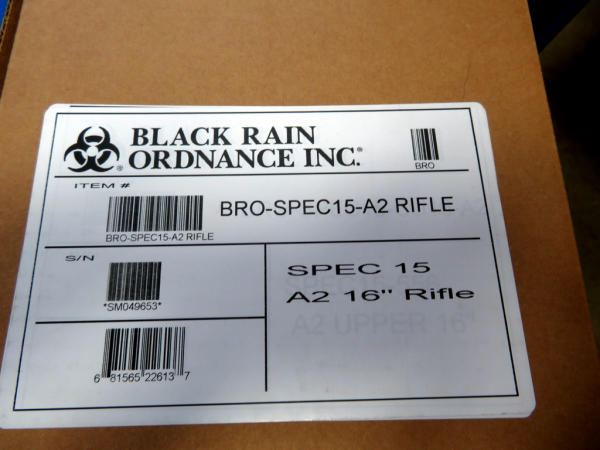 BLACK RAIN
ORDNANCE INC.®
BRO
ITEM #
BRO-SPEC15-A2 RIFLE
BRO-SPEC15-A2 RIFLE
S/N
*SM049653*
SPEC 15
A2 16" Rifle
A2 UPPER 16"
6 81565 22613 7